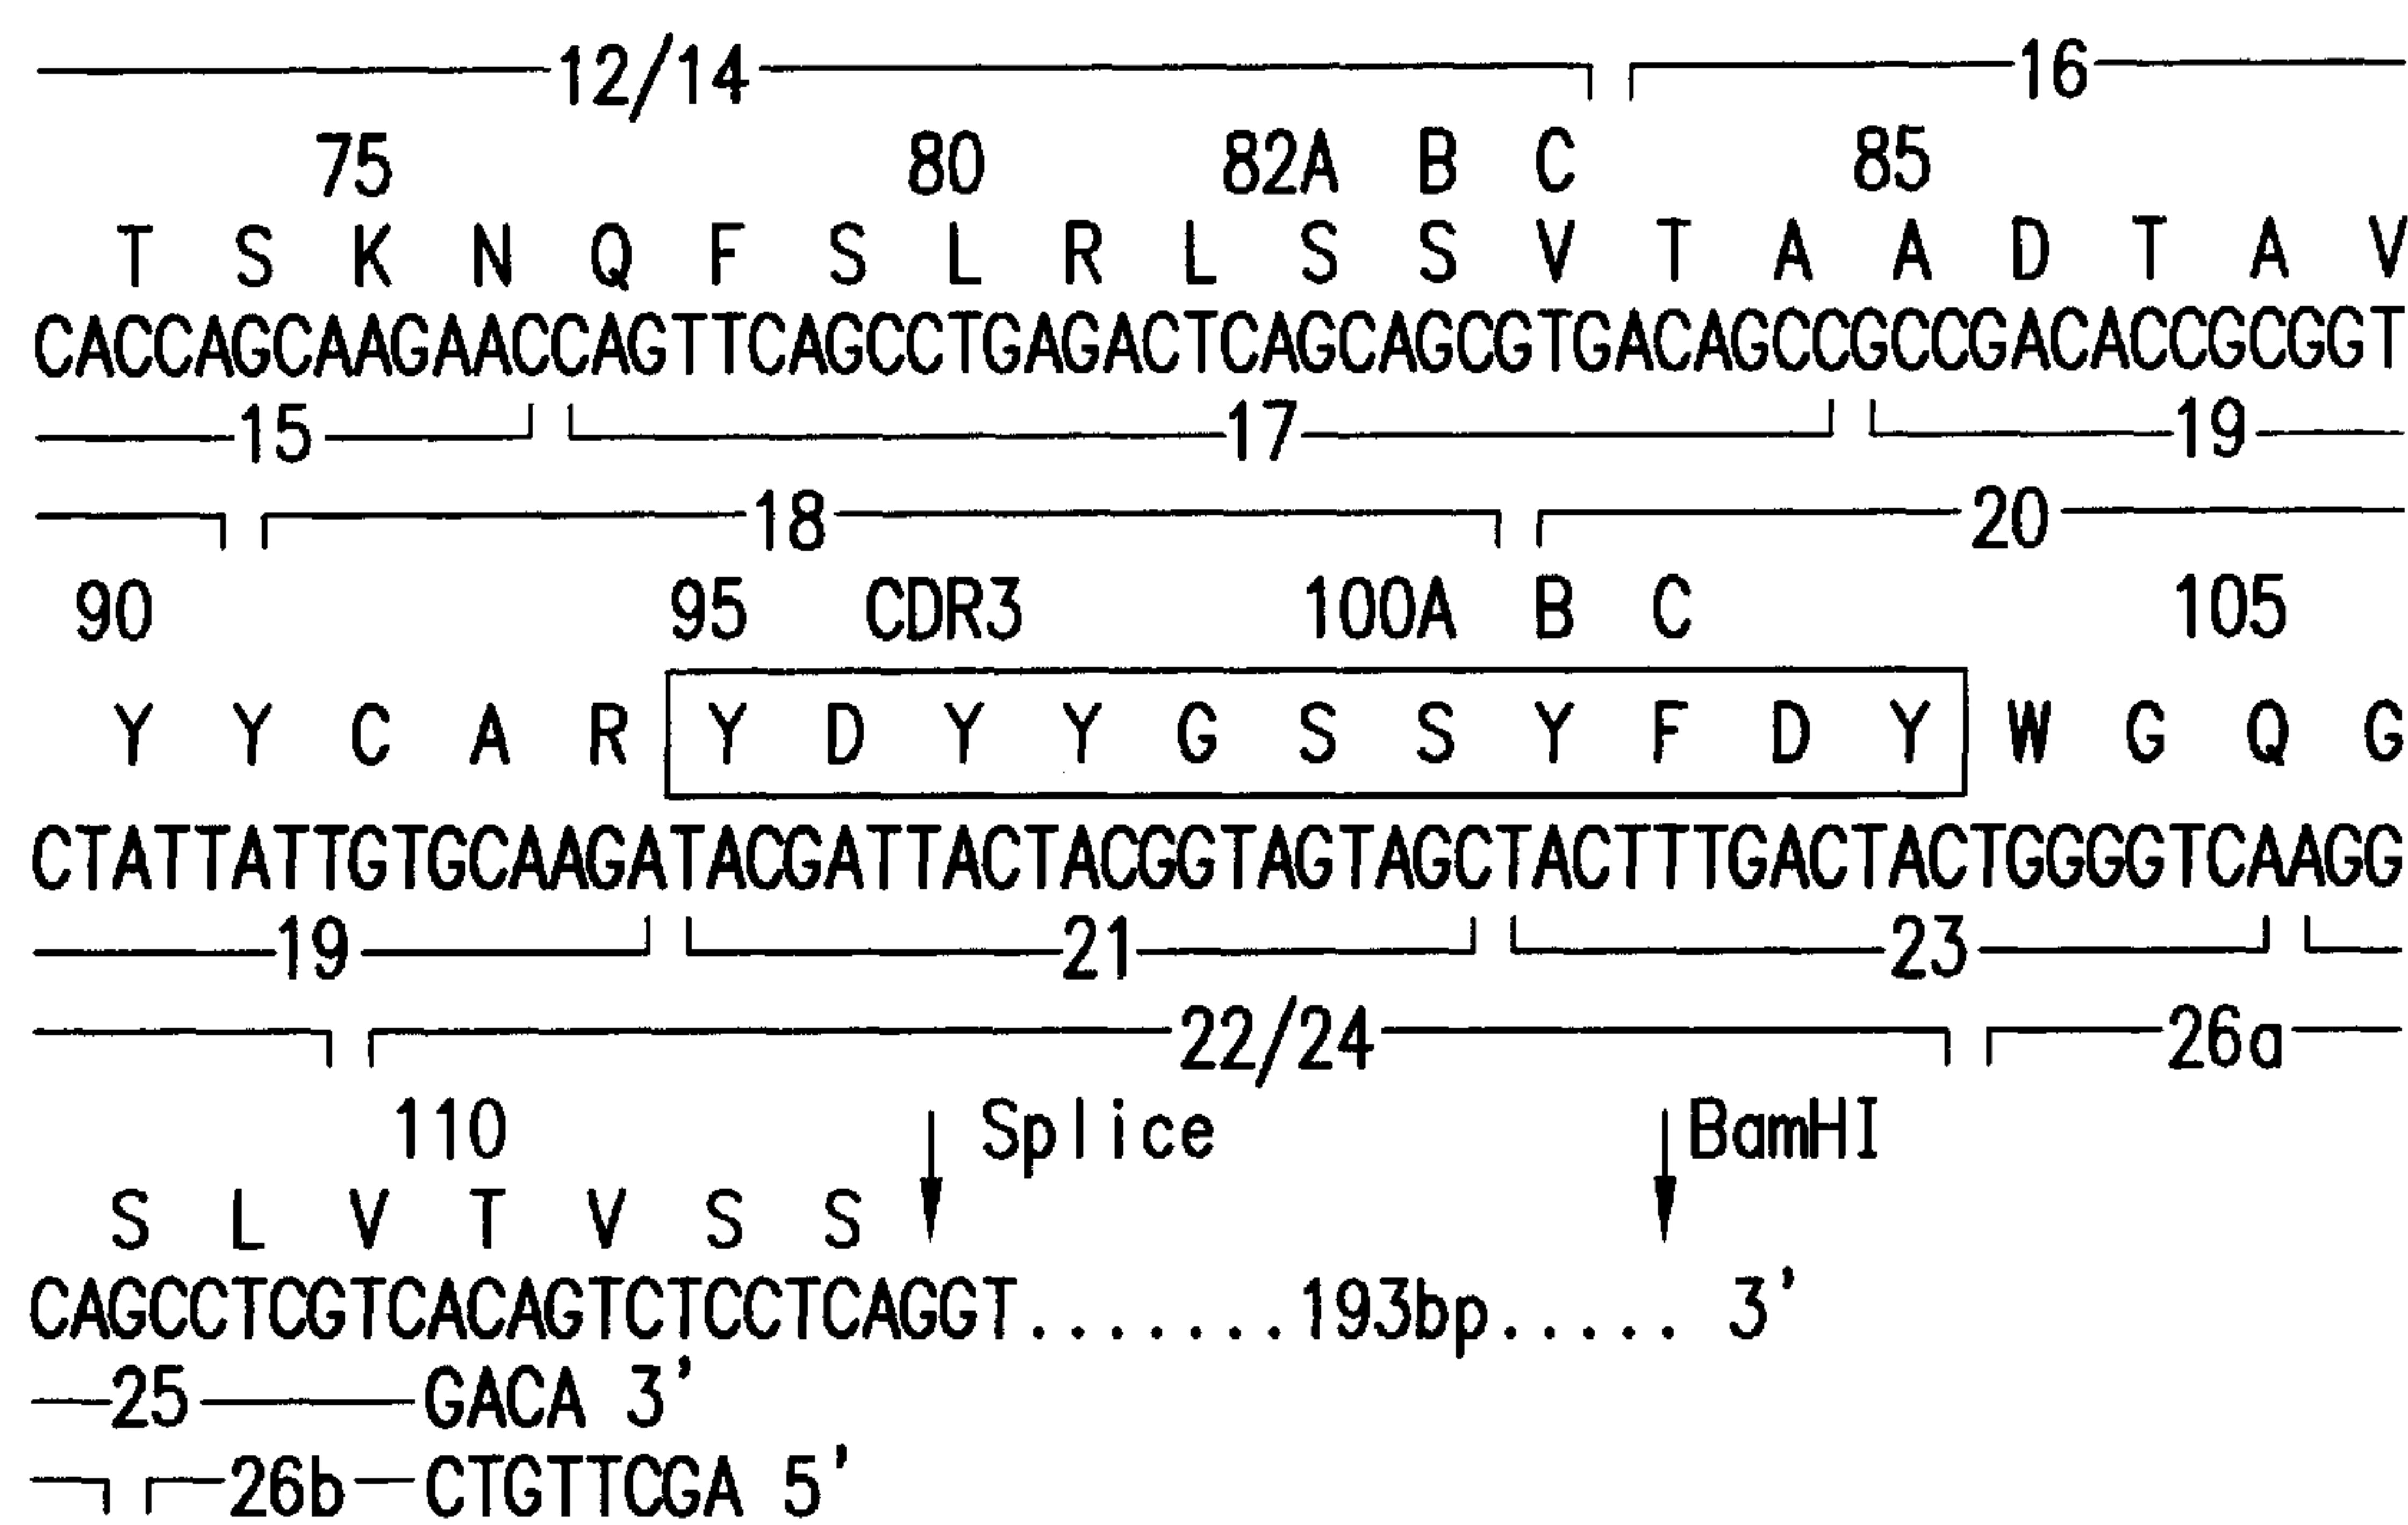 12/14 16
75 80 82A B C 85
T S K N Q F S L R L S S V T A A D T A V
CACCAGCAAGAACCAGTTCAGCCTGAGACTCAGCAGCGTGACAGCCGCCGACACCGCGGT
15 17 19
18 20
90 95 CDR3 100A B C 105
Y Y C A R Y D Y Y G S S Y F D Y W G Q G
CTATTATTGTGCAAGATACGATTACTACGGTAGTAGCTACTTTGACTACTGGGGTCAAGG
19 21 23
22/24 26a
110 Splice BamHI
S L V T V S S
CAGCCTCGTCACAGTCTCCTCAGGT.......193bp..... 3'
25 GACA 3'
26b CTGTTCGA 5'